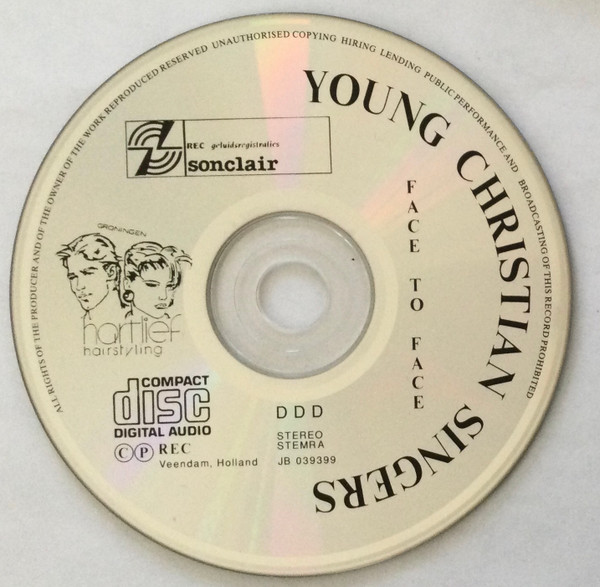 ALL RIGHTS OF THE PRODUCER AND OF THE OWNER OF THE WORK REPRODUCED RESERVED UNAUTHORISED COPYING HIRING LENDING PUBLIC PERFORMANCE AND BROADCASTING OF THIS RECORD PROHIBITED
YOUNG CHRISTIAN SINGERS
REC geluidsregistraties
sonclair
FACE TO FACE
GRONINGEN
hartlief
hairstyling
COMPACT
disc
DIGITAL AUDIO
DDD
STEREO
STEMRA
C P REC
Veendam, Holland
JB 039399